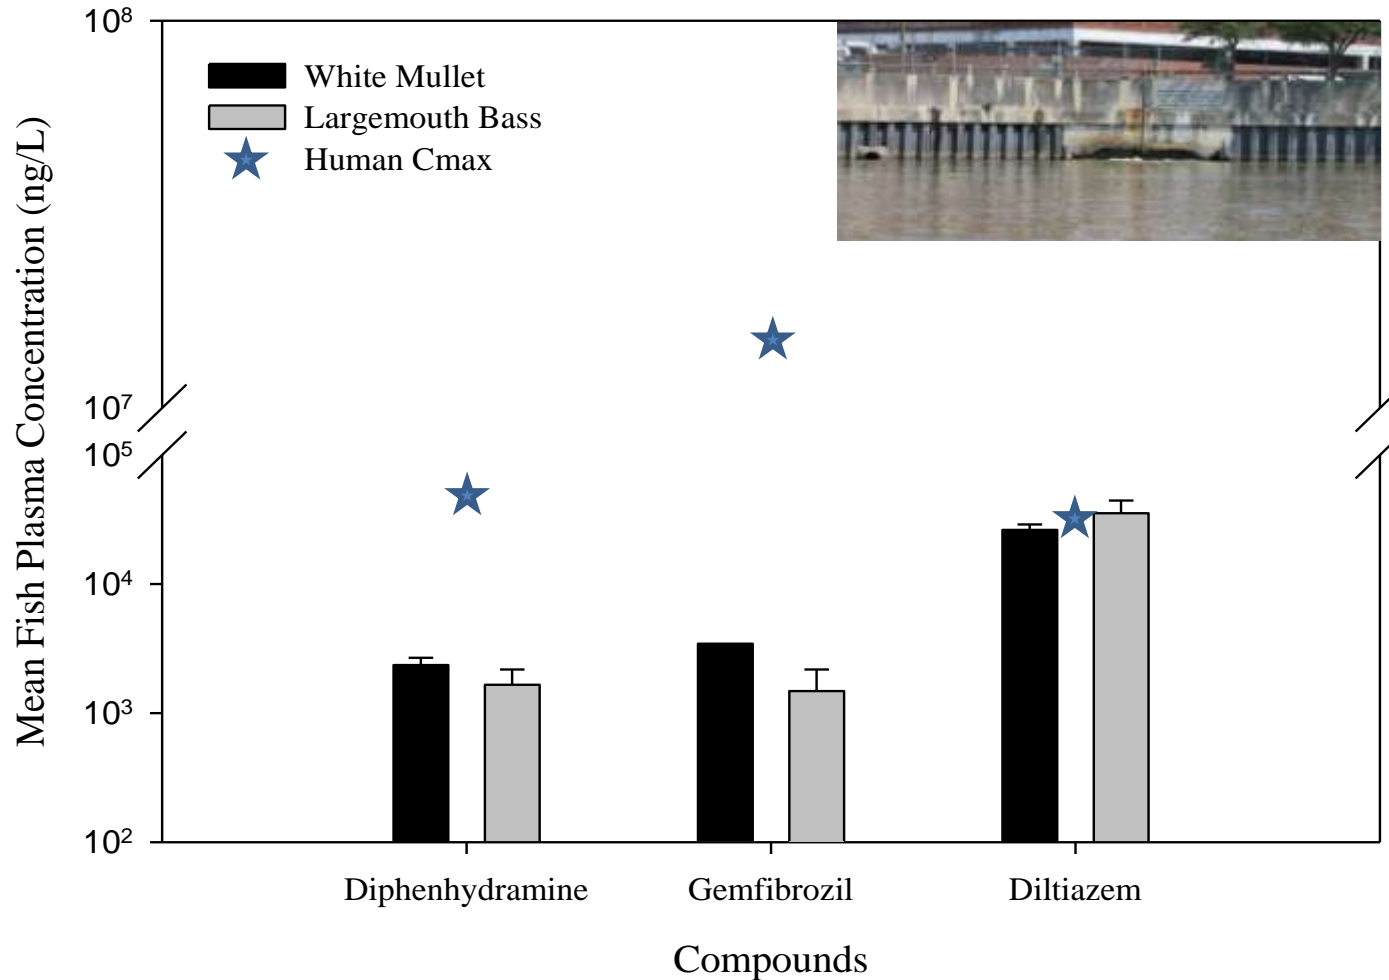 10⁸
White Mullet
Largemouth Bass
Human Cmax
Mean Fish Plasma Concentration (ng/L)
10⁷
10⁵
10⁴
10³
10²
Diphenhydramine Gemfibrozil Diltiazem
Compounds